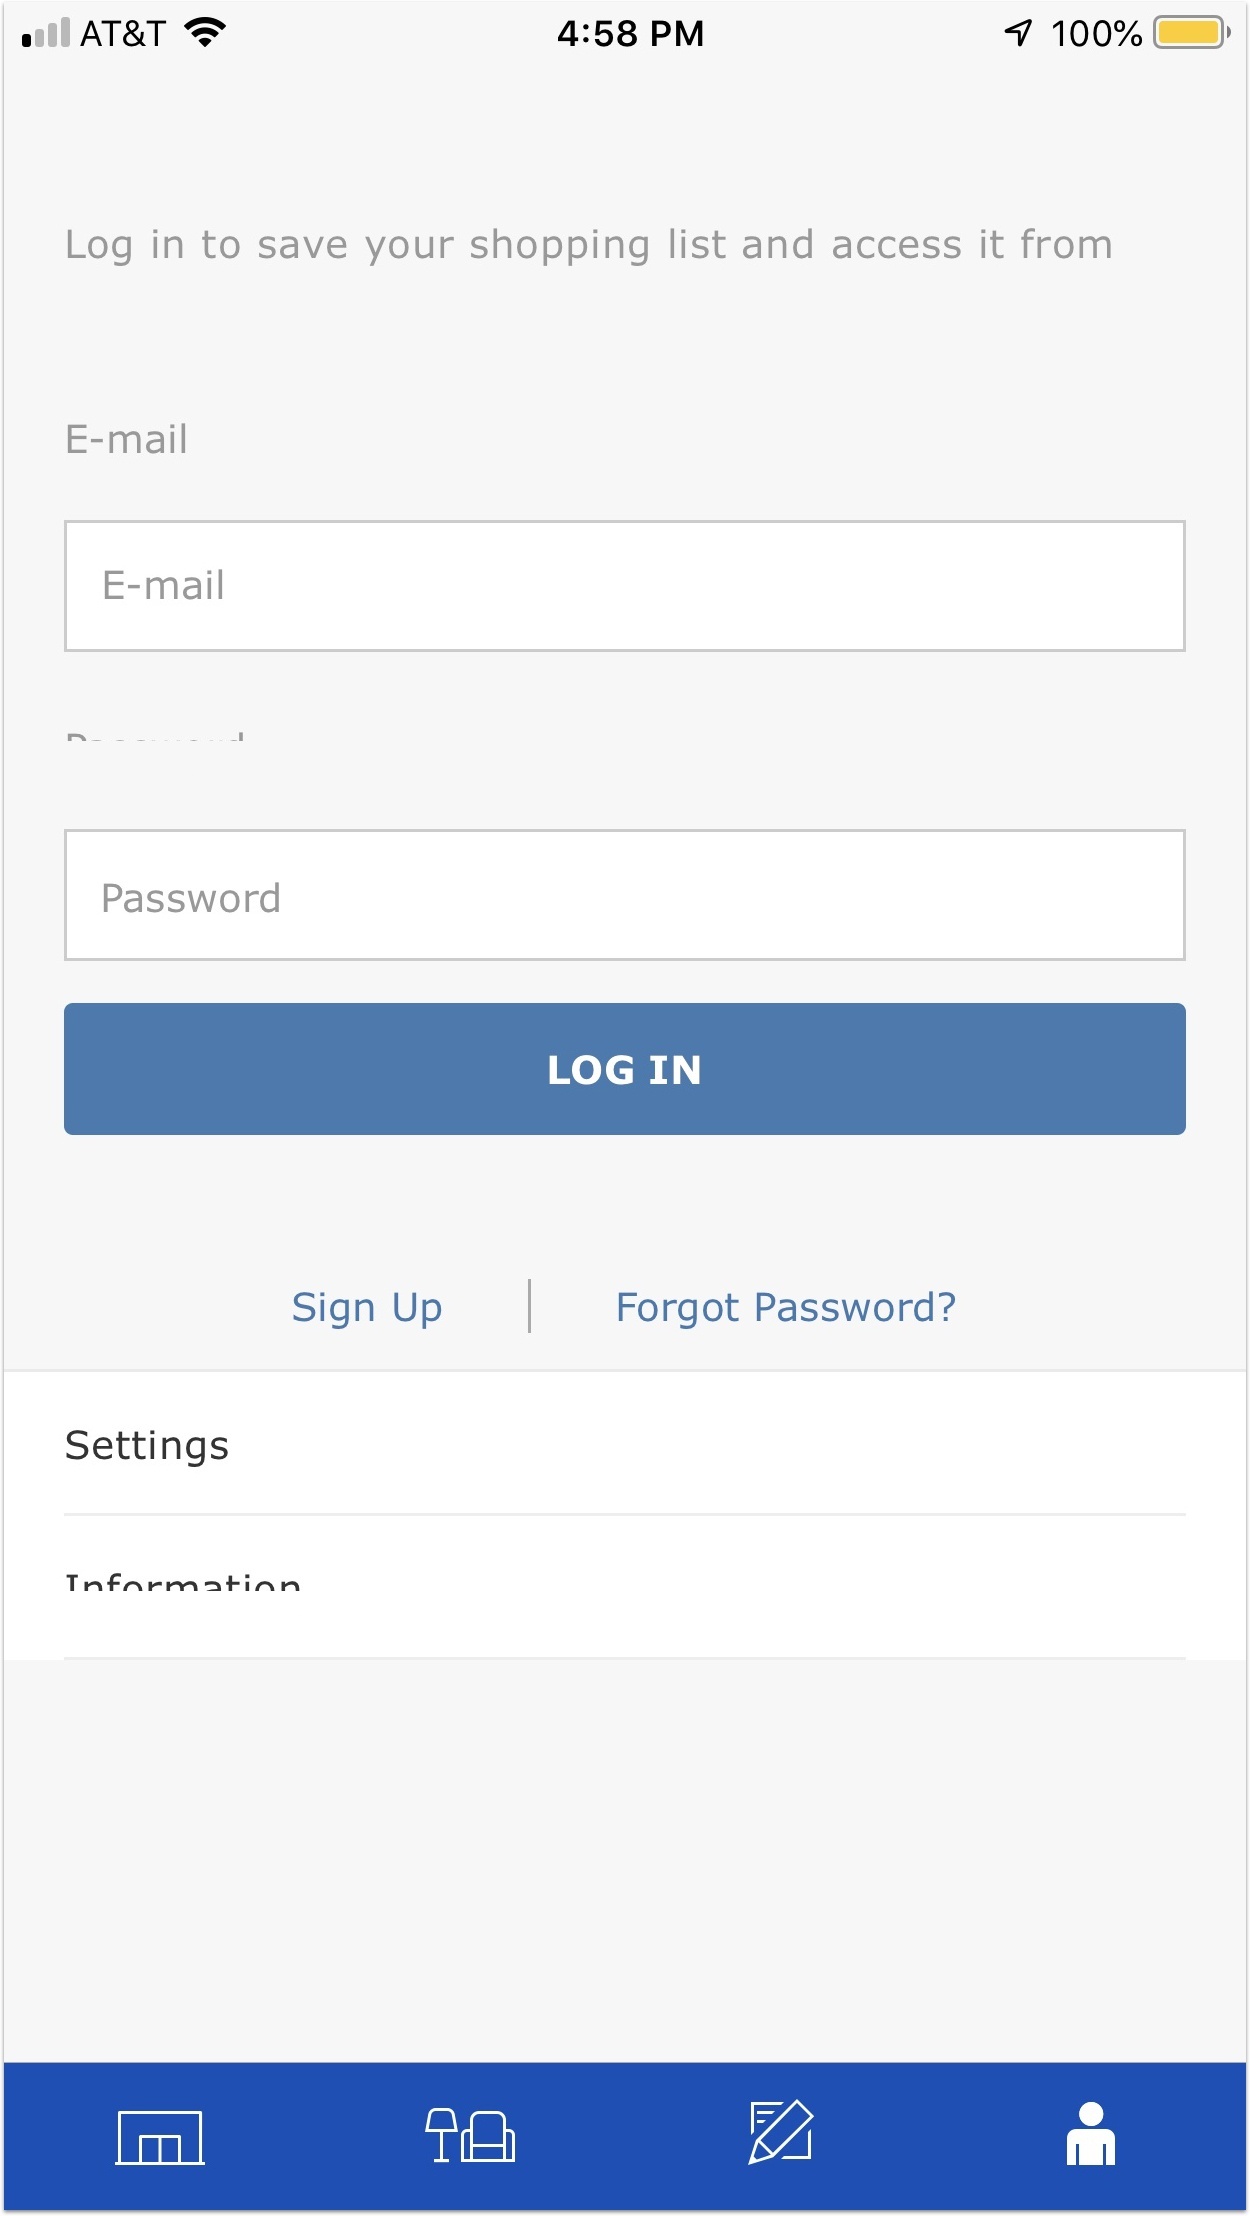 AT&T
4:58 PM
100%
Log in to save your shopping list and access it from
E-mail
E-mail
Password
Password
LOG IN
Sign Up
Forgot Password?
Settings
Information